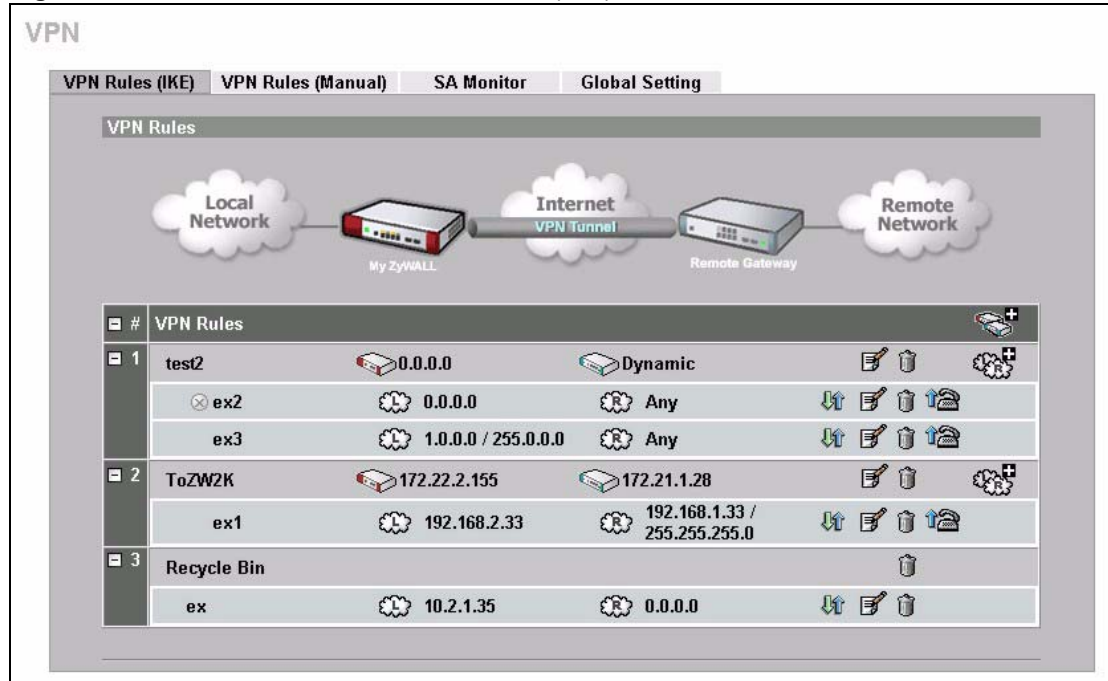 VPN
VPN Rules (IKE) VPN Rules (Manual) SA Monitor Global Setting
VPN Rules
Local Network
Internet
VPN Tunnel
Remote Network
My ZyWALL
Remote Gateway
# VPN Rules
1 test2 0.0.0.0 Dynamic
ex2 L 0.0.0.0 R Any
ex3 L 1.0.0.0 / 255.0.0.0 R Any
2 ToZW2K 172.22.2.155 172.21.1.28
ex1 L 192.168.2.33 R 192.168.1.33 / 255.255.255.0
3 Recycle Bin
ex L 10.2.1.35 R 0.0.0.0